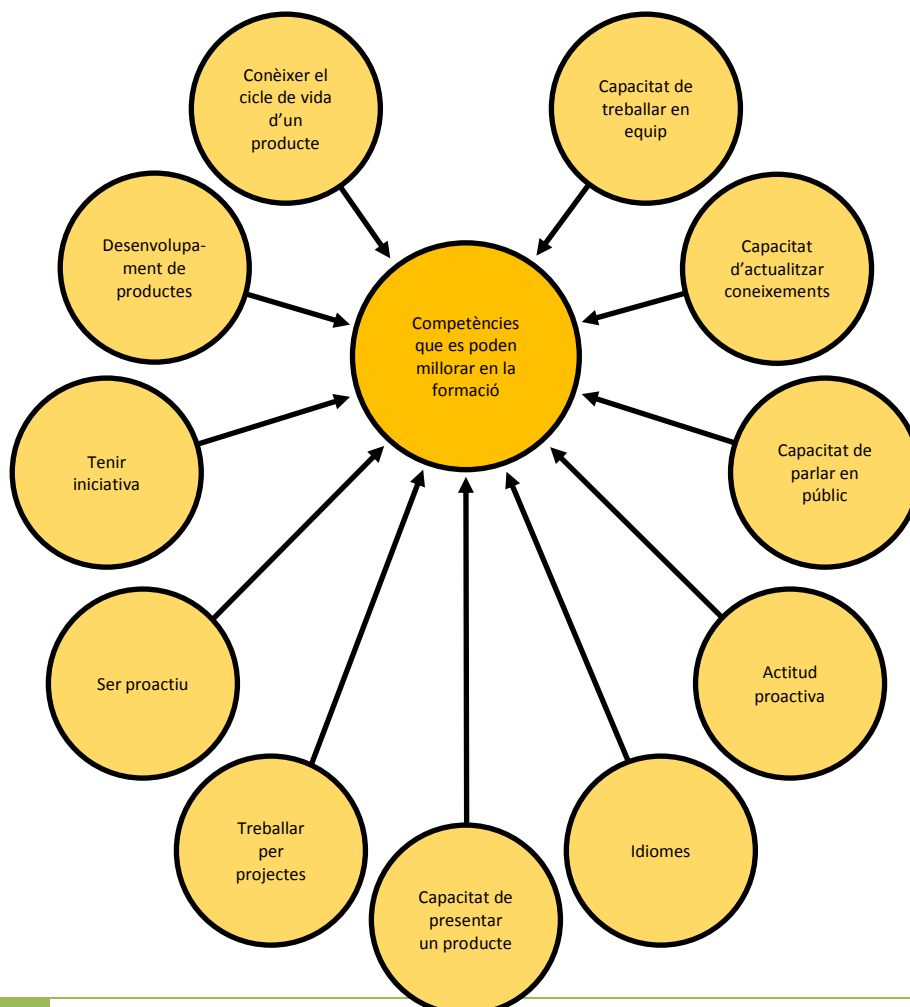 Conèixer el
cicle de vida
d'un
producte
Capacitat de
treballar en
equip
Desenvolupa-
ment de
productes
Capacitat
d'actualitzar
coneixements
Competències
que es poden
millorar en la
formació
Tenir
iniciativa
Capacitat de
parlar en
públic
Ser proactiu
Actitud
proactiva
Treballar
per
projectes
Idiomes
Capacitat de
presentar
un producte